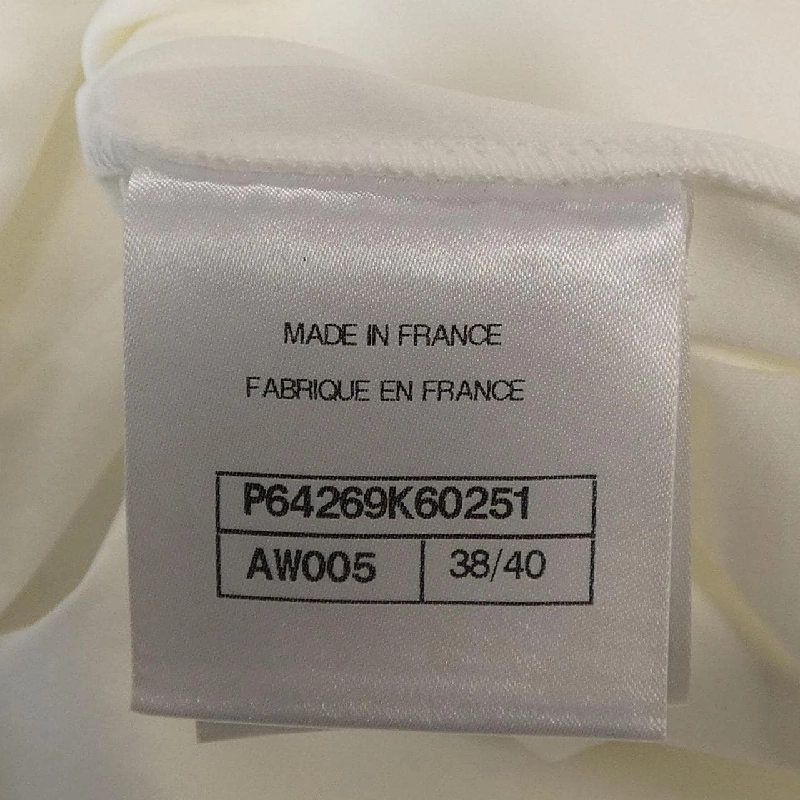 MADE IN FRANCE
FABRIQUE EN FRANCE
P64269K60251
AW005 38/40